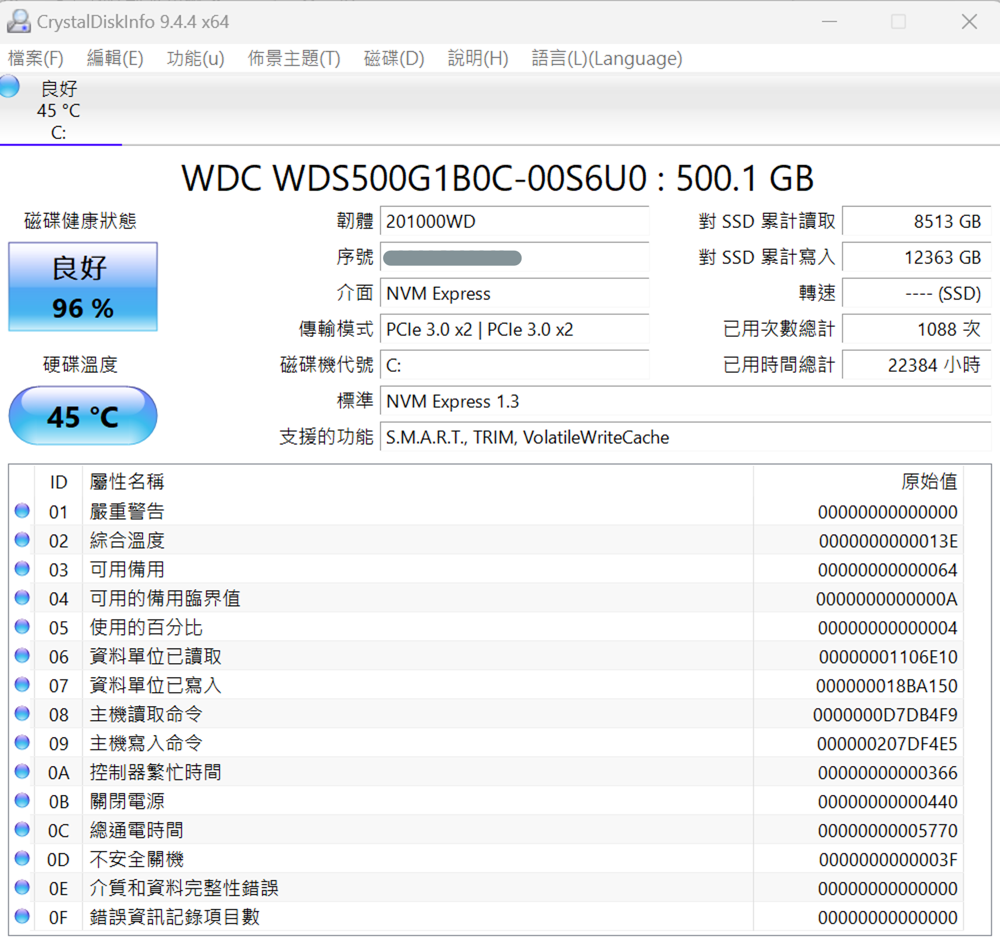 CrystalDiskInfo 9.4.4 x64
檔案(F) 編輯(E) 功能(u) 佈景主題(T) 磁碟(D) 說明(H) 語言(L)(Language)
良好
45 °C
C:
WDC WDS500G1B0C-00S6U0 : 500.1 GB
磁碟健康狀態
良好
96 %
硬碟溫度
45 °C
韌體 201000WD
序號
介面 NVM Express
傳輸模式 PCIe 3.0 x2 | PCIe 3.0 x2
磁碟機代號 C:
標準 NVM Express 1.3
支援的功能 S.M.A.R.T., TRIM, VolatileWriteCache
對 SSD 累計讀取 8513 GB
對 SSD 累計寫入 12363 GB
轉速 ---- (SSD)
已用次數總計 1088 次
已用時間總計 22384 小時
ID 屬性名稱 原始值
01 嚴重警告 00000000000000
02 綜合溫度 0000000000013E
03 可用備用 00000000000064
04 可用的備用臨界值 0000000000000A
05 使用的百分比 00000000000004
06 資料單位已讀取 00000001106E10
07 資料單位已寫入 000000018BA150
08 主機讀取命令 0000000D7DB4F9
09 主機寫入命令 000000207DF4E5
0A 控制器繁忙時間 00000000000366
0B 關閉電源 00000000000440
0C 總通電時間 00000000005770
0D 不安全關機 0000000000003F
0E 介質和資料完整性錯誤 00000000000000
0F 錯誤資訊記錄項目數 00000000000000